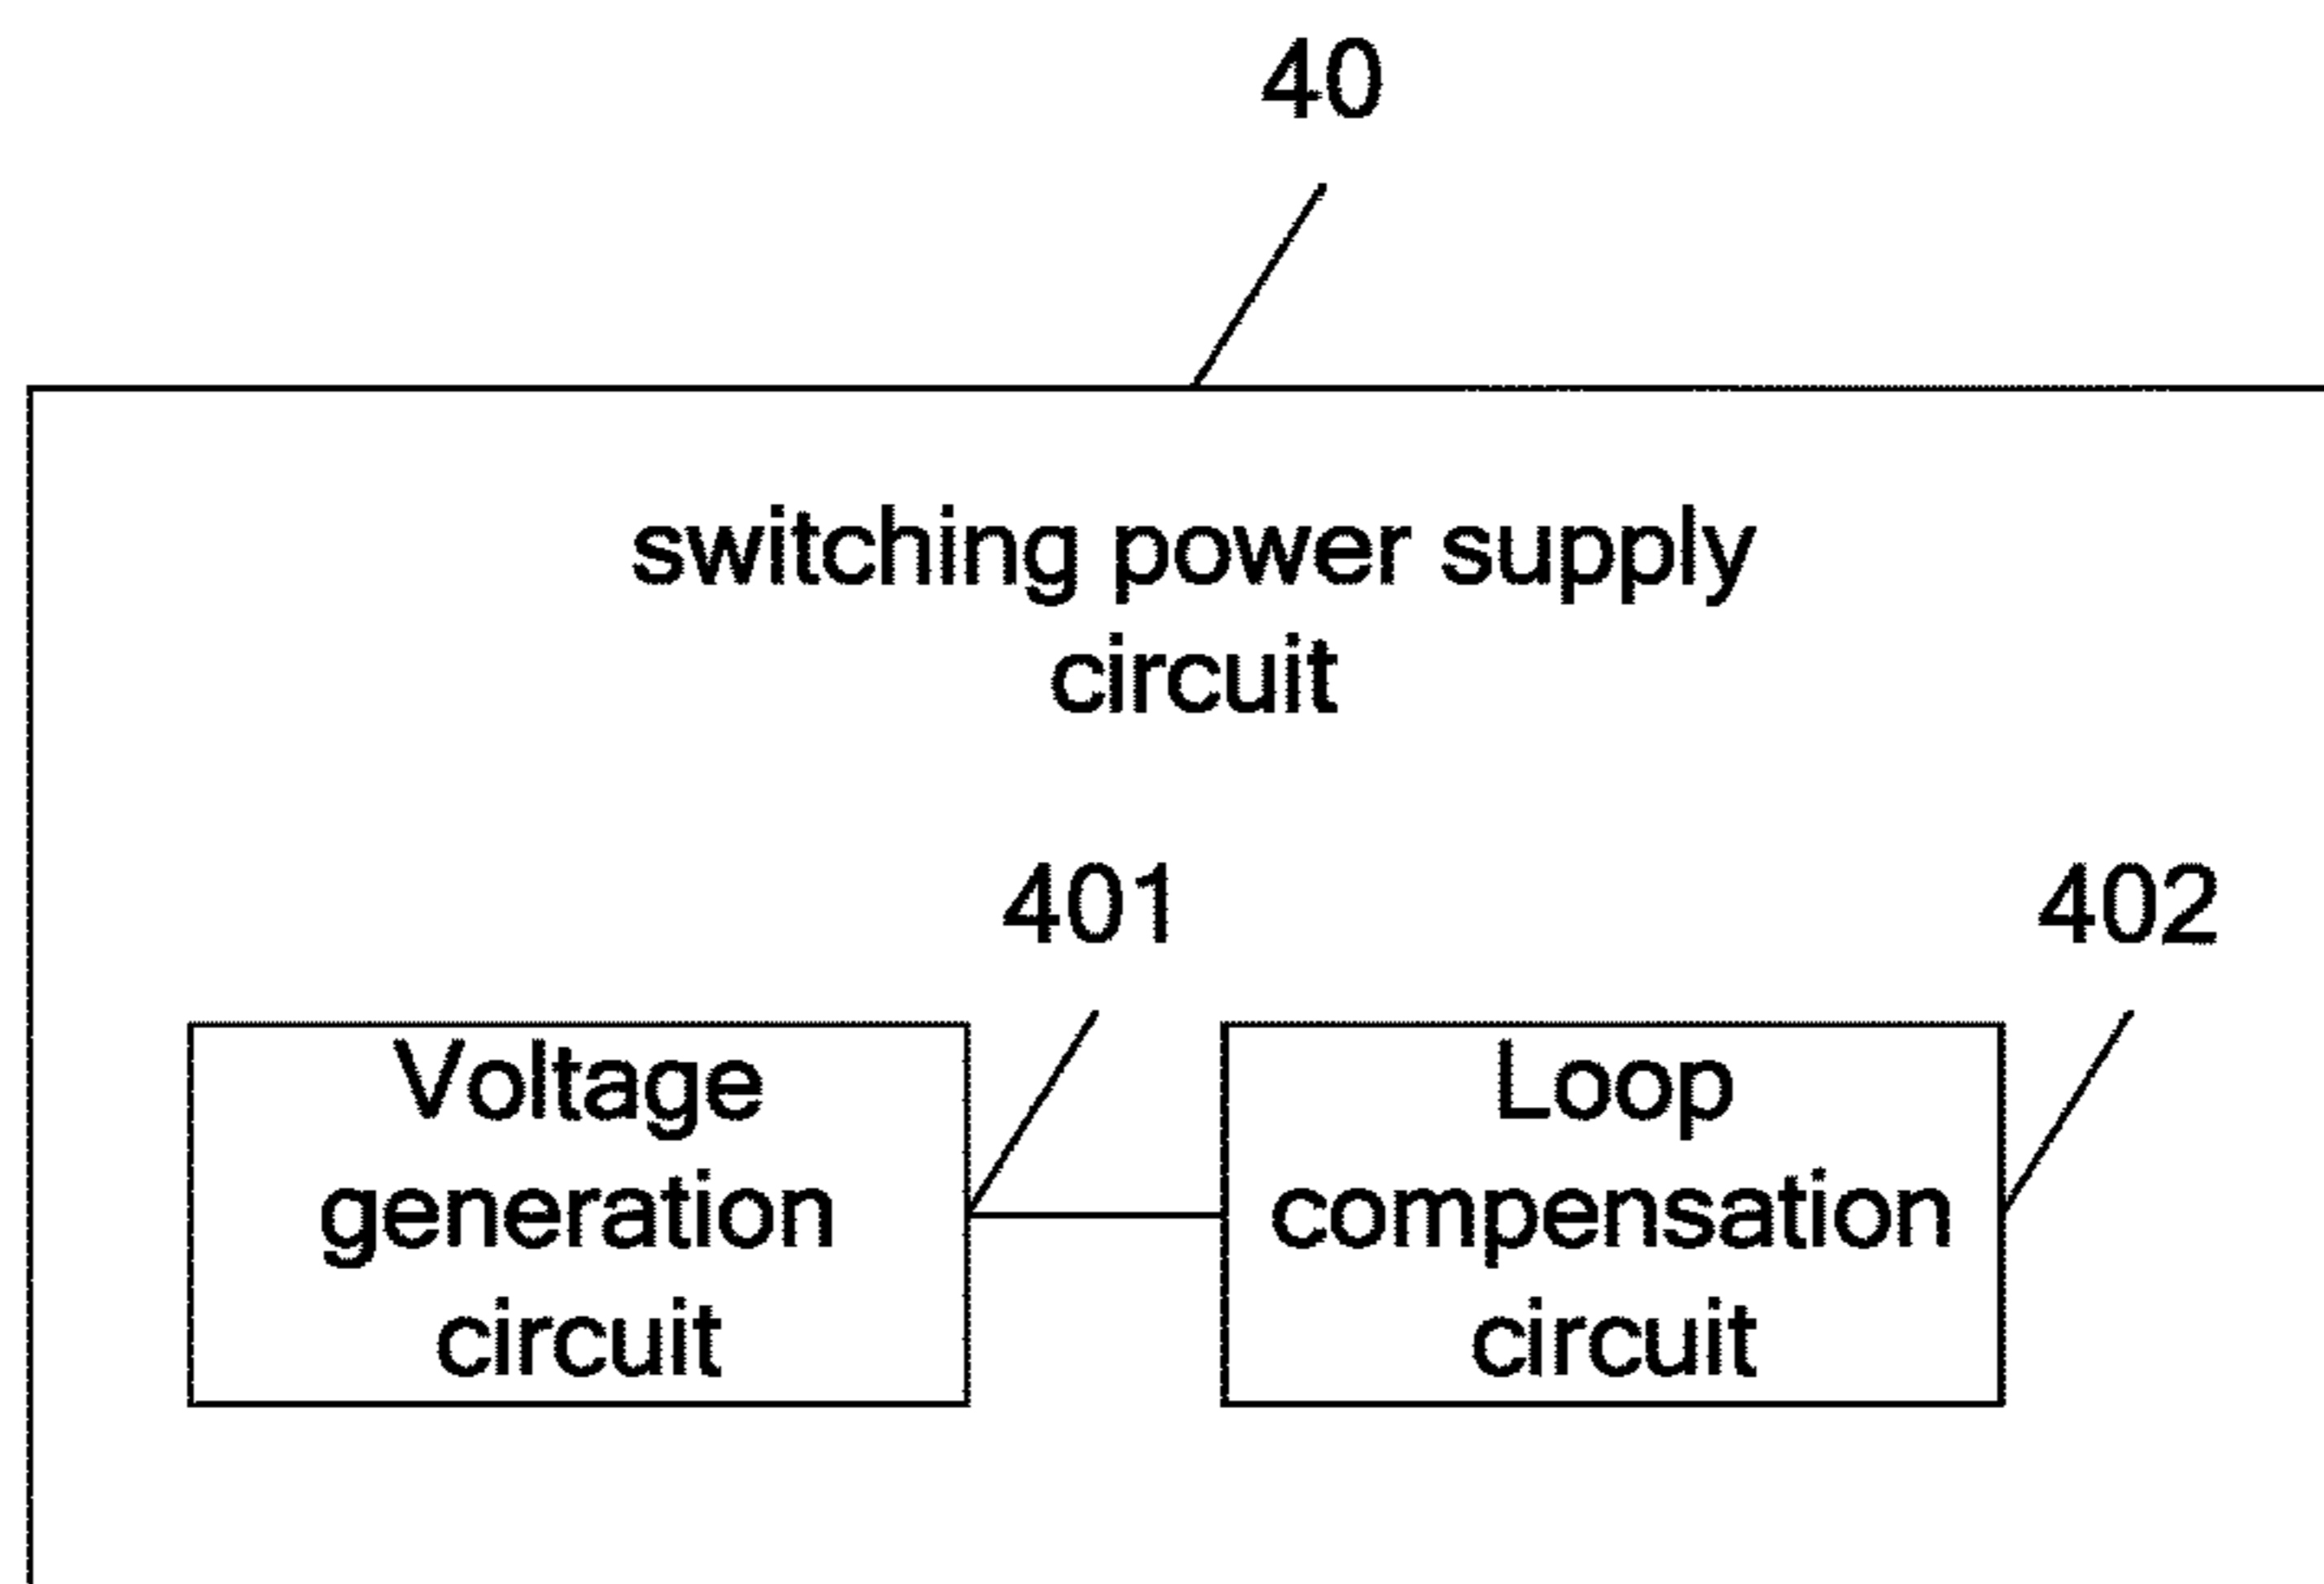 40
switching power supply
circuit
401
402
Voltage
generation
circuit
Loop
compensation
circuit